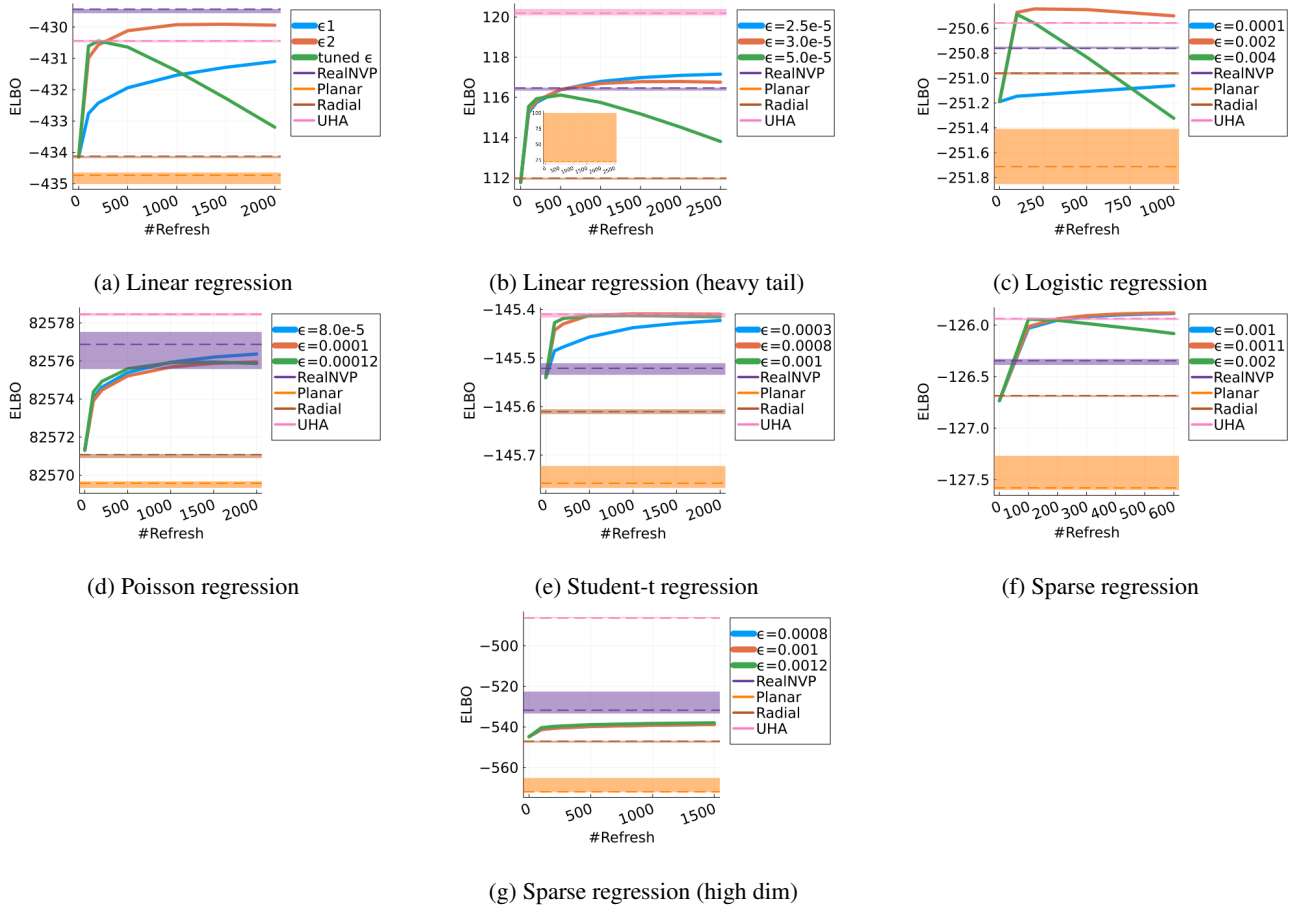 −430
−431
−432
−433
−434
−435
ELBO
0
500
1000
1500
2000
#Refresh
ϵ1
ϵ2
tuned ϵ
RealNVP
Planar
Radial
UHA
(a) Linear regression
120
118
116
114
112
ELBO
100
75
50
25
0
500
1000
1500
2000
2500
0
500
1000
1500
2000
2500
#Refresh
ϵ=2.5e-5
ϵ=3.0e-5
ϵ=5.0e-5
RealNVP
Planar
Radial
UHA
(b) Linear regression (heavy tail)
−250.6
−250.8
−251.0
−251.2
−251.4
−251.6
−251.8
ELBO
0
250
500
750
1000
#Refresh
ϵ=0.0001
ϵ=0.002
ϵ=0.004
RealNVP
Planar
Radial
UHA
(c) Logistic regression
82578
82576
82574
82572
82570
ELBO
0
500
1000
1500
2000
#Refresh
ϵ=8.0e-5
ϵ=0.0001
ϵ=0.00012
RealNVP
Planar
Radial
UHA
(d) Poisson regression
−145.4
−145.5
−145.6
−145.7
ELBO
0
500
1000
1500
2000
#Refresh
ϵ=0.0003
ϵ=0.0008
ϵ=0.001
RealNVP
Planar
Radial
UHA
(e) Student-t regression
−126.0
−126.5
−127.0
−127.5
ELBO
0
100
200
300
400
500
600
#Refresh
ϵ=0.001
ϵ=0.0011
ϵ=0.002
RealNVP
Planar
Radial
UHA
(f) Sparse regression
−500
−520
−540
−560
ELBO
0
500
1000
1500
#Refresh
ϵ=0.0008
ϵ=0.001
ϵ=0.0012
RealNVP
Planar
Radial
UHA
(g) Sparse regression (high dim)